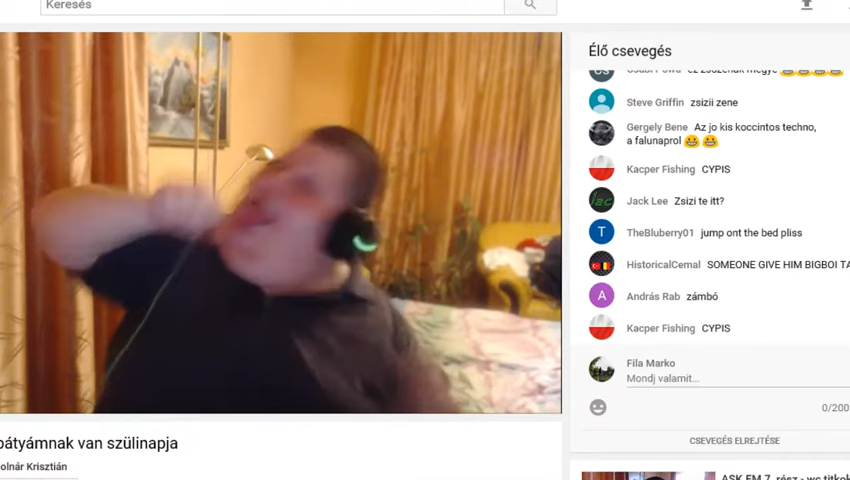 Keresés
Élő csevegés
Steve Griffin zsizii zene
Gergely Bene Az jo kis koccintos techno,
a falunaprol 😬 😬
Kacper Fishing CYPIS
Jack Lee Zsizi te itt?
TheBluberry01 jump ont the bed pliss
HistoricalCemal SOMEONE GIVE HIM BIGBOI TA
András Rab zámbó
Kacper Fishing CYPIS
Fila Marko
Mondj valamit...
0/200
CSEVEGÉS ELREJTÉSE
bátyámnak van szülinapja
olnár Krisztián
ASK.FM 7. rész - wc titkok